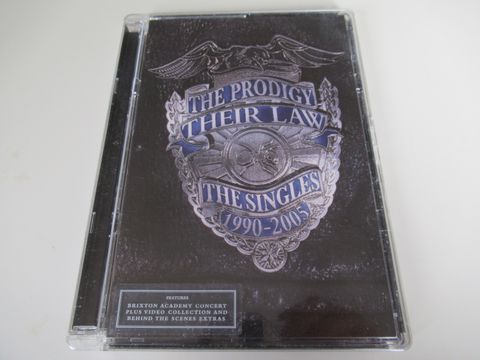 THE PRODIGY
THEIR LAW
THE SINGLES
1990-2005
FEATURES
BRIXTON ACADEMY CONCERT
PLUS VIDEO COLLECTION AND
BEHIND THE SCENES EXTRAS